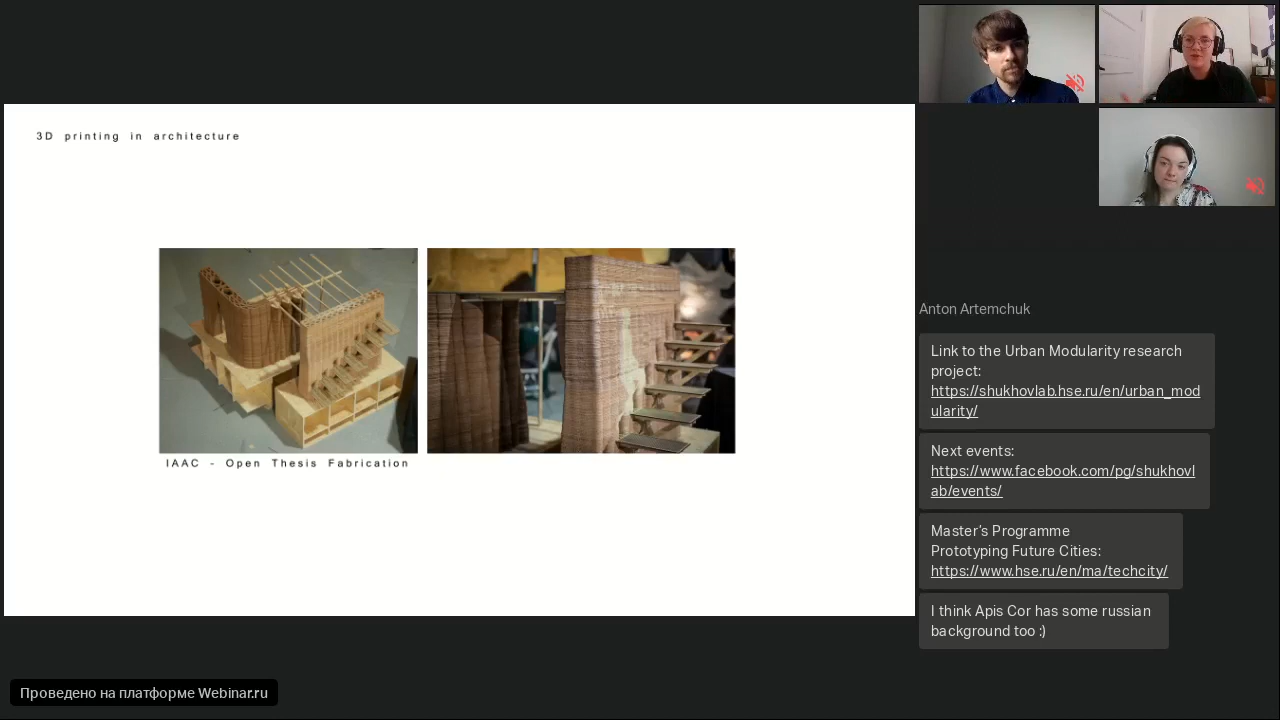 3D printing in architecture
IAAC - Open Thesis Fabrication
Anton Artemchuk
Link to the Urban Modularity research
project:
https://shukhovlab.hse.ru/en/urban_mod
ularity/
Next events:
https://www.facebook.com/pg/shukhovl
ab/events/
Master's Programme
Prototyping Future Cities:
https://www.hse.ru/en/ma/techcity/
I think Apis Cor has some russian
background too :)
Проведено на платформе Webinar.ru